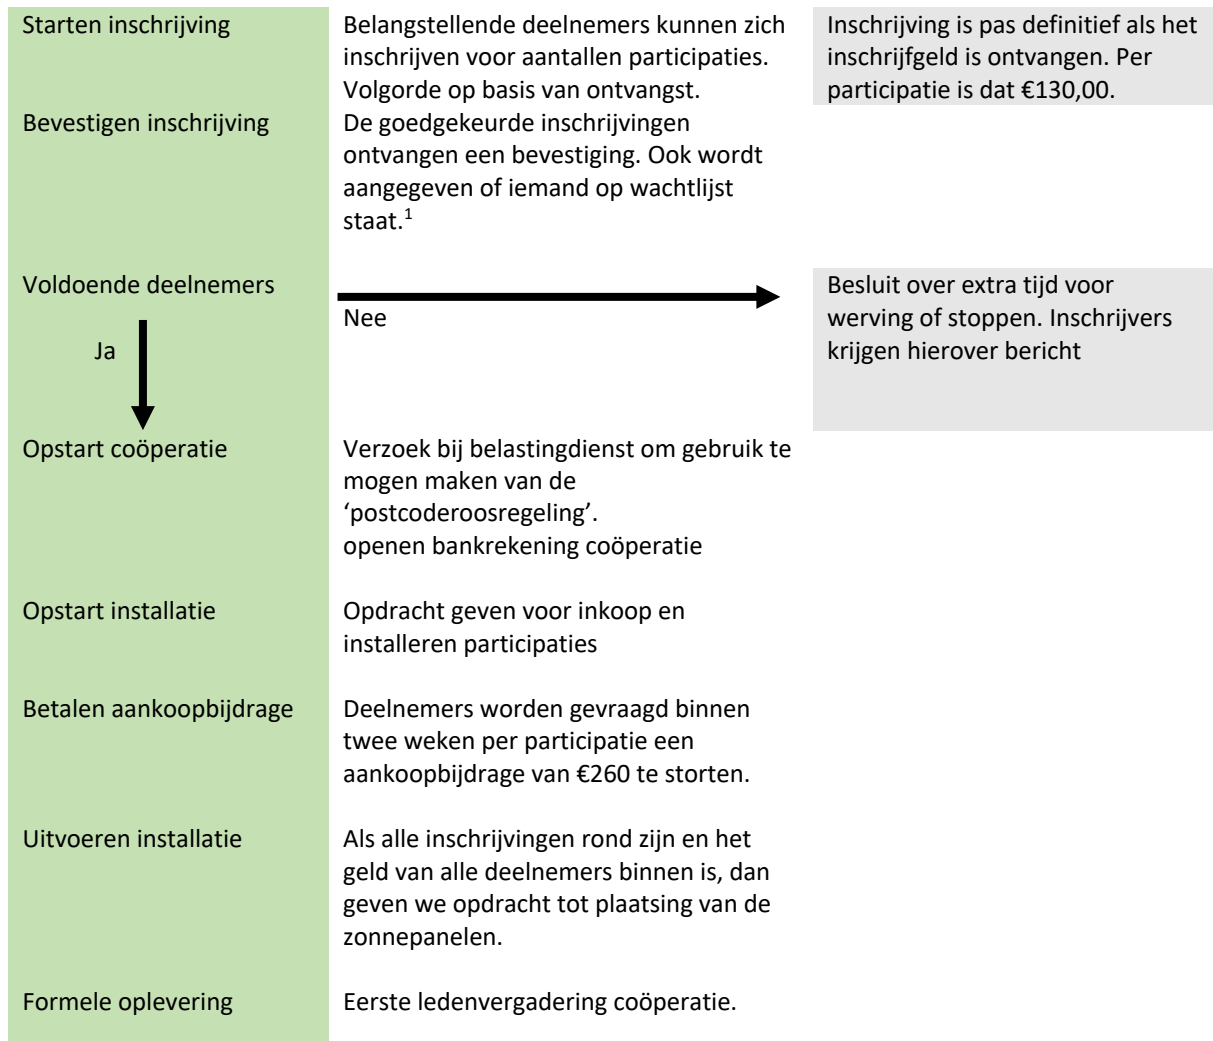 Starten inschrijving
Belangstellende deelnemers kunnen zich
inschrijven voor aantallen participaties.
Volgorde op basis van ontvangst.
Inschrijving is pas definitief als het
inschrijfgeld is ontvangen. Per
participatie is dat €130,00.
Bevestigen inschrijving
De goedgekeurde inschrijvingen
ontvangen een bevestiging. Ook wordt
aangegeven of iemand op wachtlijst
staat.1
Voldoende deelnemers
Nee
Besluit over extra tijd voor
werving of stoppen. Inschrijvers
krijgen hierover bericht
Ja
Opstart coöperatie
Verzoek bij belastingdienst om gebruik te
mogen maken van de
‘postcoderoosregeling’.
openen bankrekening coöperatie
Opstart installatie
Opdracht geven voor inkoop en
installeren participaties
Betalen aankoopbijdrage
Deelnemers worden gevraagd binnen
twee weken per participatie een
aankoopbijdrage van €260 te storten.
Uitvoeren installatie
Als alle inschrijvingen rond zijn en het
geld van alle deelnemers binnen is, dan
geven we opdracht tot plaatsing van de
zonnepanelen.
Formele oplevering
Eerste ledenvergadering coöperatie.